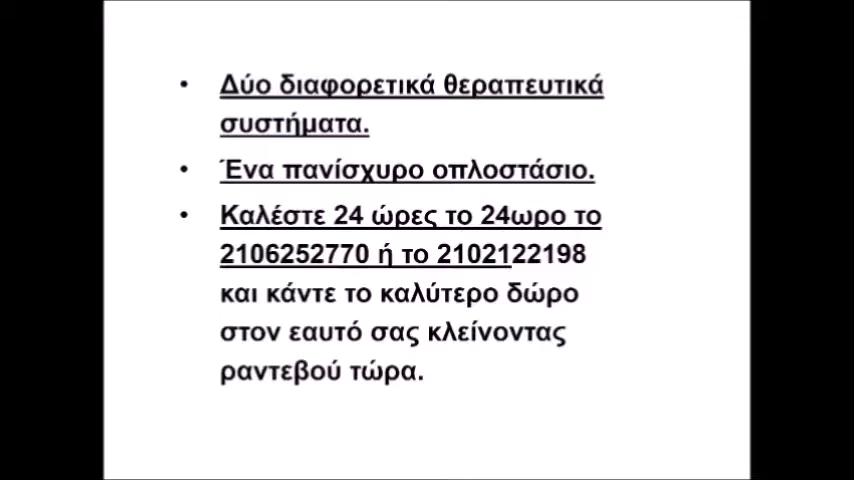 • Δύο διαφορετικά θεραπευτικά
συστήματα.
• Ένα πανίσχυρο οπλοστάσιο.
• Καλέστε 24 ώρες το 24ωρο το
2106252770 ή το 2102122198
και κάντε το καλύτερο δώρο
στον εαυτό σας κλείνοντας
ραντεβού τώρα.